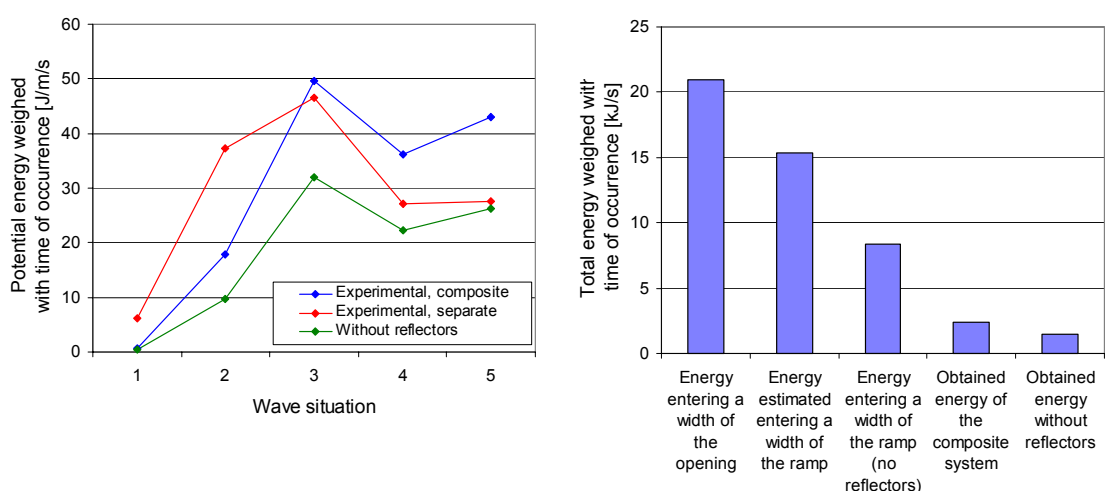 Potential energy weighed
with time of occurrence [J/m/s
60
50
40
30
20
10
0
1 2 3 4 5
Wave situation
Experimental, composite
Experimental, separate
Without reflectors
Total energy weighed with
time of occurrence [kJ/s]
25
20
15
10
5
0
Energy
entering a
width of
the
opening
Energy
estimated
entering a
width of
the ramp
Energy
entering a
width of
the ramp
(no
reflectors)
Obtained
energy of
the
composite
system
Obtained
energy
without
reflectors